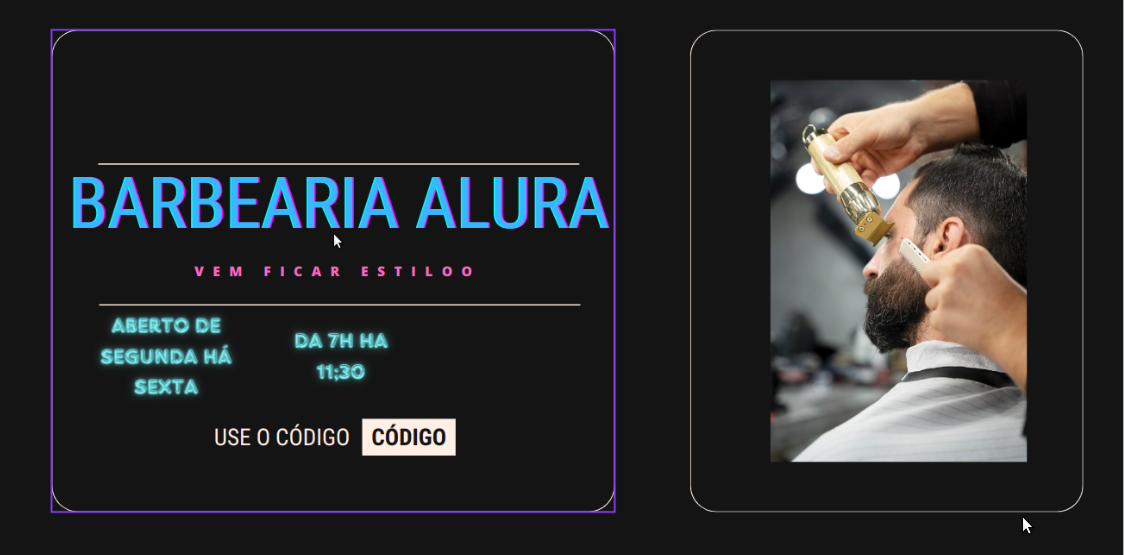 BARBEARIA ALURA
VEM FICAR ESTILOO
ABERTO DE
SEGUNDA HÁ
SEXTA
DA 7H HA
11;30
USE O CÓDIGO CÓDIGO